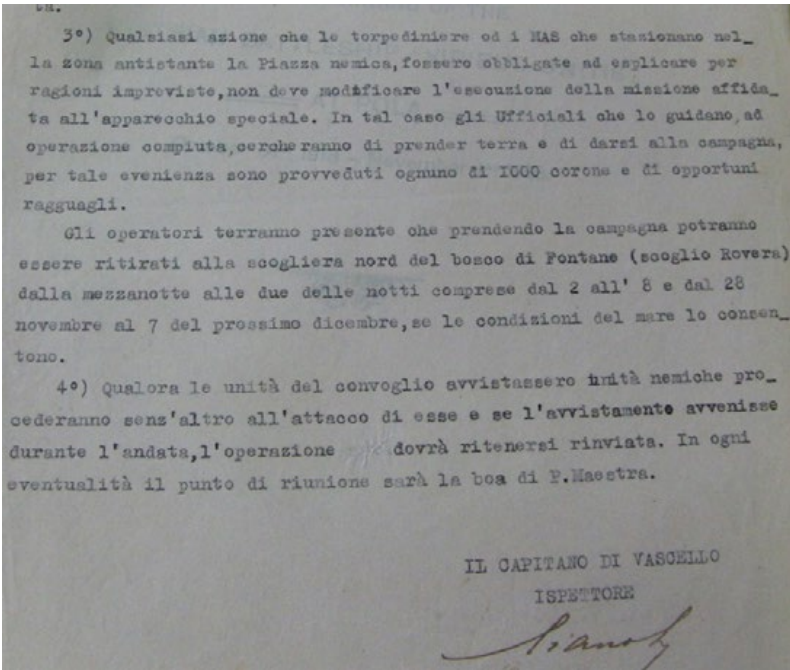 ta.
3°) Qualsiasi azione che le torpediniere od i MAS che stazionano nel_
la zona antistante la Piazza nemica,fossero obbligate ad esplicare per
ragioni impreviste,non deve modificare l'esecuzione della missione affida_
ta all'apparecchio speciale. In tal caso gli Ufficiali che lo guidano,ad
operazione compiuta,cercheranno di prender terra e di darsi alla campagna,
per tale evenienza sono provveduti ognuno di I000 corone e di opportuni
ragguagli.
Gli operatori terranno presente che prendendo la campagna potranno
essere ritirati alla scogliera nord del bosco di Fontane (scoglio Rovera)
dalla mezzanotte alle due delle notti comprese dal 2 all' 8 e dal 28
novembre al 7 del prossimo dicembre,se le condizioni del mare lo consen_
tono.
4°) Qualora le unità del convoglio avvistassero unità nemiche pro_
cederanno senz'altro all'attacco di esse e se l'avvistamento avvenisse
durante l'andata,l'operazione dovrà ritenersi rinviata. In ogni
eventualità il punto di riunione sarà la boa di P.Maestra.
IL CAPITANO DI VASCELLO
ISPETTORE